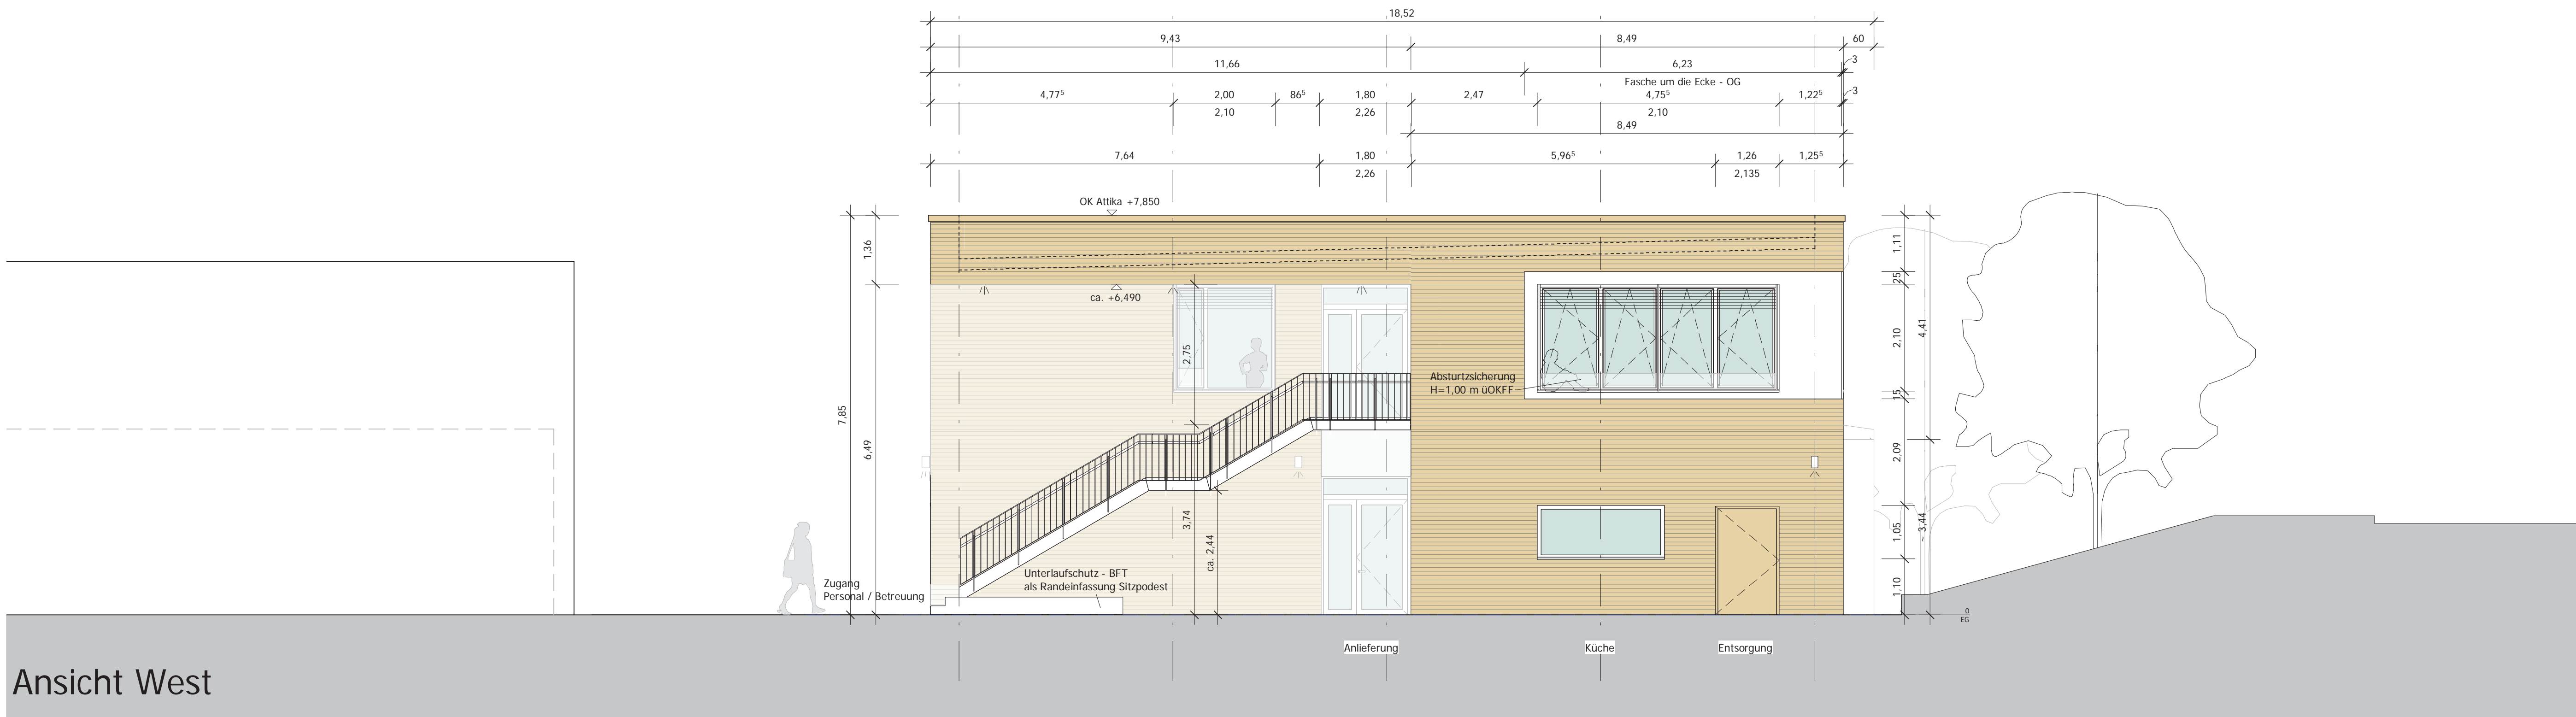 18,52
9,43 8,49 60
11,66 6,23 3
Fasche um die Ecke - OG
4,77⁵ 2,00 86⁵ 1,80 2,47 4,75⁵ 1,22⁵ 3
2,10 2,26 2,10
8,49
7,64 1,80 5,96⁵ 1,26 1,25⁵
2,26 2,135
OK Attika +7,850
1,36
1,11
25
ca. +6,490
2,10
4,41
2,75
Absturtzsicherung
H=1,00 m üOKFF
15
7,85
6,49
2,09
3,74
ca. 2,44
1,05
~ 3,44
Unterlaufschutz - BFT
als Randeinfassung Sitzpodest
Zugang
Personal / Betreuung
1,10
0
EG
Anlieferung Küche Entsorgung
Ansicht West